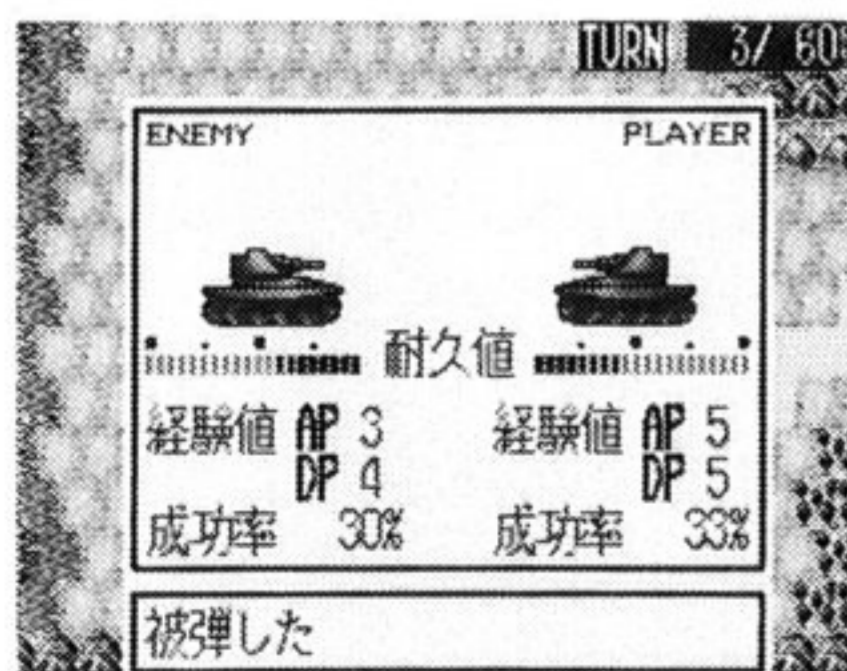 TURN 3/ 60
ENEMY PLAYER
耐久値
経験値 AP 3 経験値 AP 5
DP 4 DP 5
成功率 30% 成功率 33%
被弾した